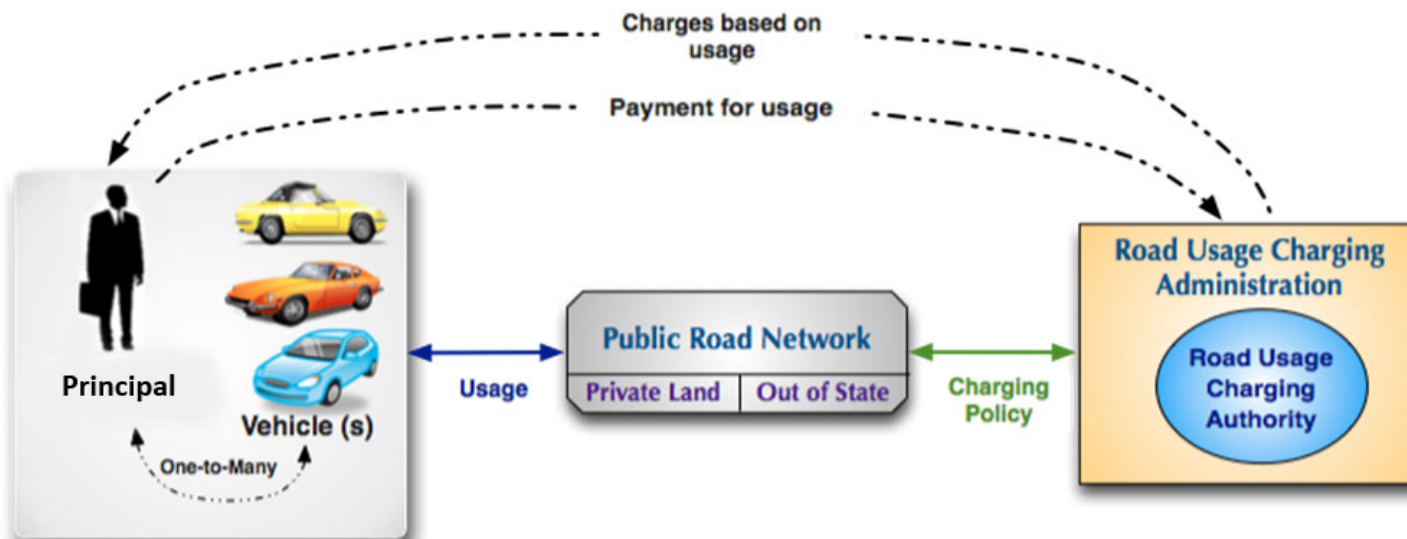 Charges based on
usage
Payment for usage
Principal
Vehicle (s)
One-to-Many
Usage
Public Road Network
Private Land
Out of State
Charging
Policy
Road Usage Charging
Administration
Road Usage
Charging
Authority